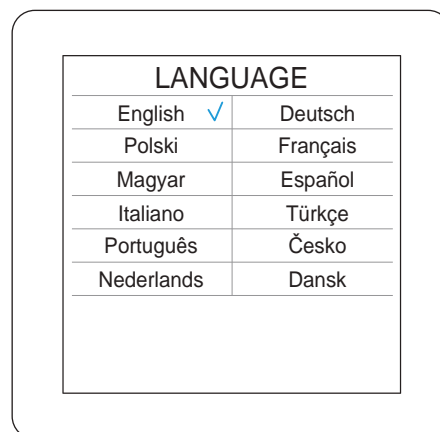 LANGUAGE
English √ Deutsch
Polski Français
Magyar Español
Italiano Türkçe
Português Česko
Nederlands Dansk